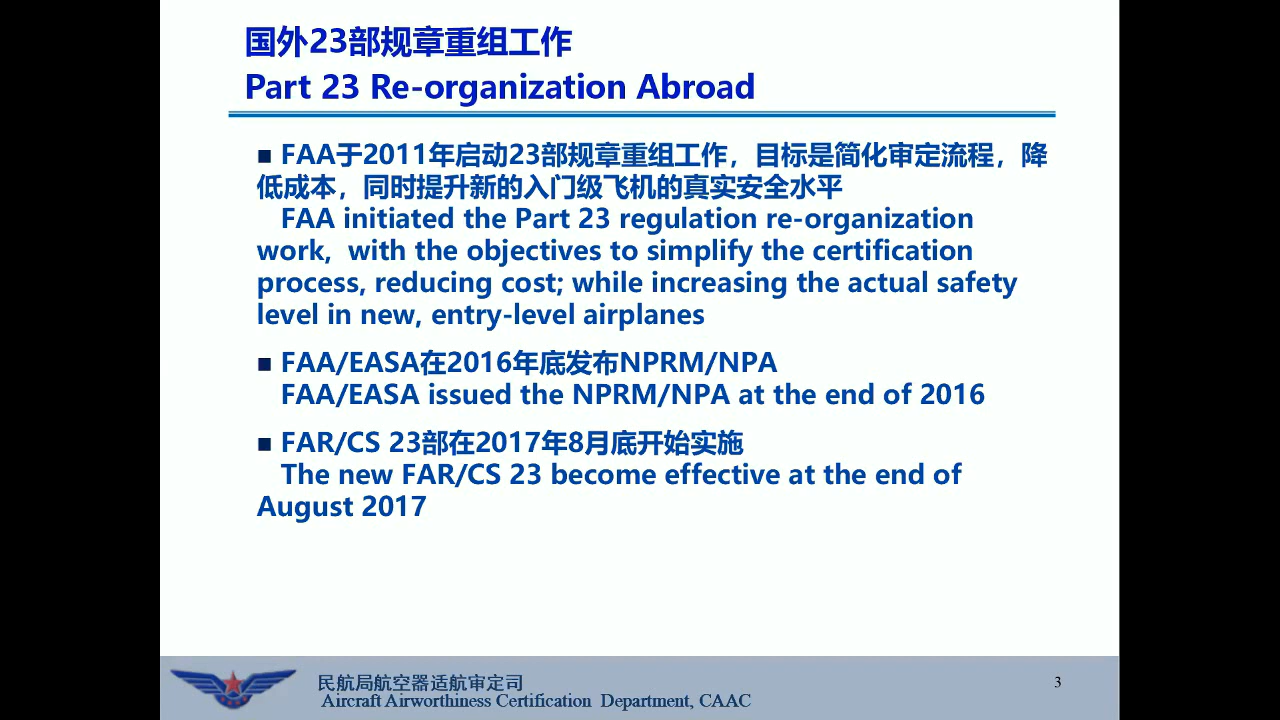 国外23部规章重组工作
Part 23 Re-organization Abroad
■ FAA于2011年启动23部规章重组工作，目标是简化审定流程，降
低成本，同时提升新的入门级飞机的真实安全水平
FAA initiated the Part 23 regulation re-organization
work, with the objectives to simplify the certification
process, reducing cost; while increasing the actual safety
level in new, entry-level airplanes
■ FAA/EASA在2016年底发布NPRM/NPA
FAA/EASA issued the NPRM/NPA at the end of 2016
■ FAR/CS 23部在2017年8月底开始实施
The new FAR/CS 23 become effective at the end of
August 2017
民航局航空器适航审定司
Aircraft Airworthiness Certification Department, CAAC
3